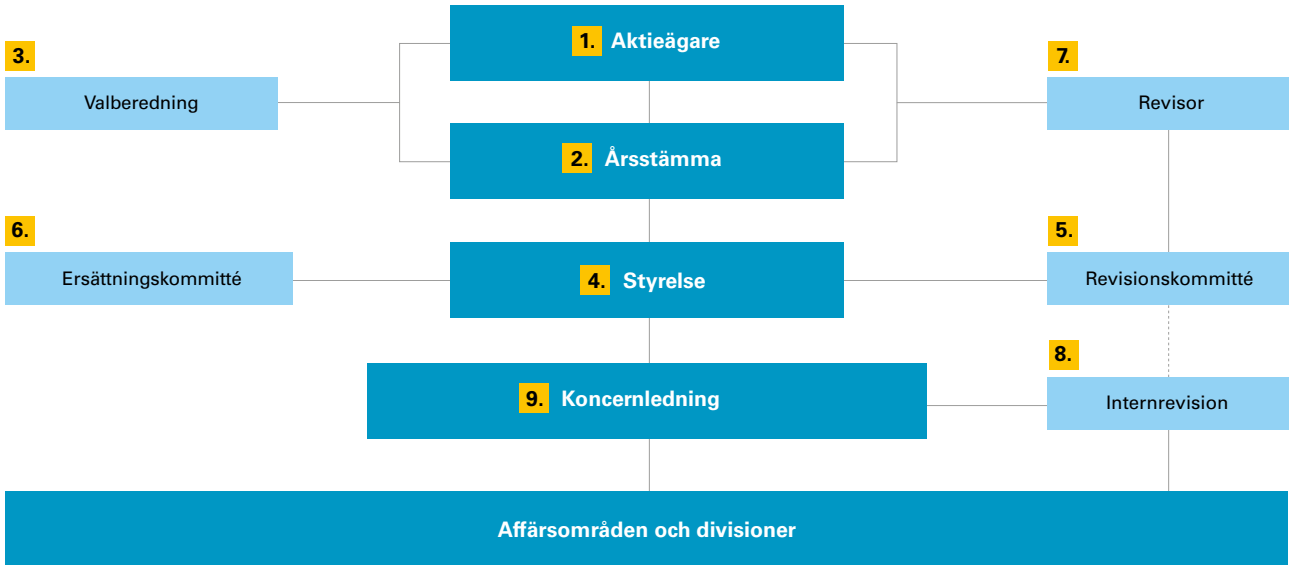 1. Aktieägare
3.
Valberedning
7.
Revisor
2. Årsstämma
6.
Ersättningskommitté
4. Styrelse
5.
Revisionskommitté
9. Koncernledning
8.
Internrevision
Affärsområden och divisioner